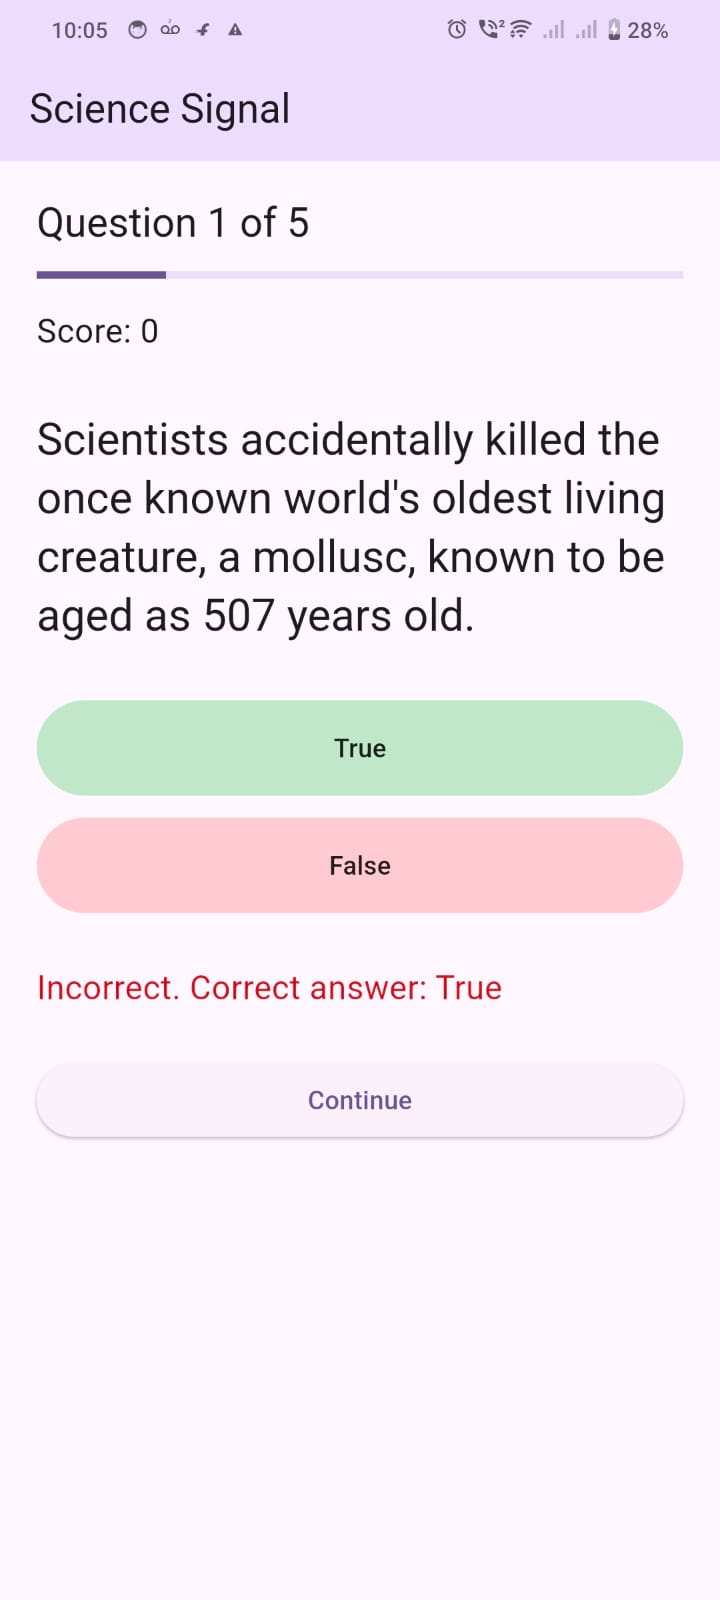 10:05
2 28%
Science Signal
Question 1 of 5
Score: 0
Scientists accidentally killed the
once known world's oldest living
creature, a mollusc, known to be
aged as 507 years old.
True
False
Incorrect. Correct answer: True
Continue